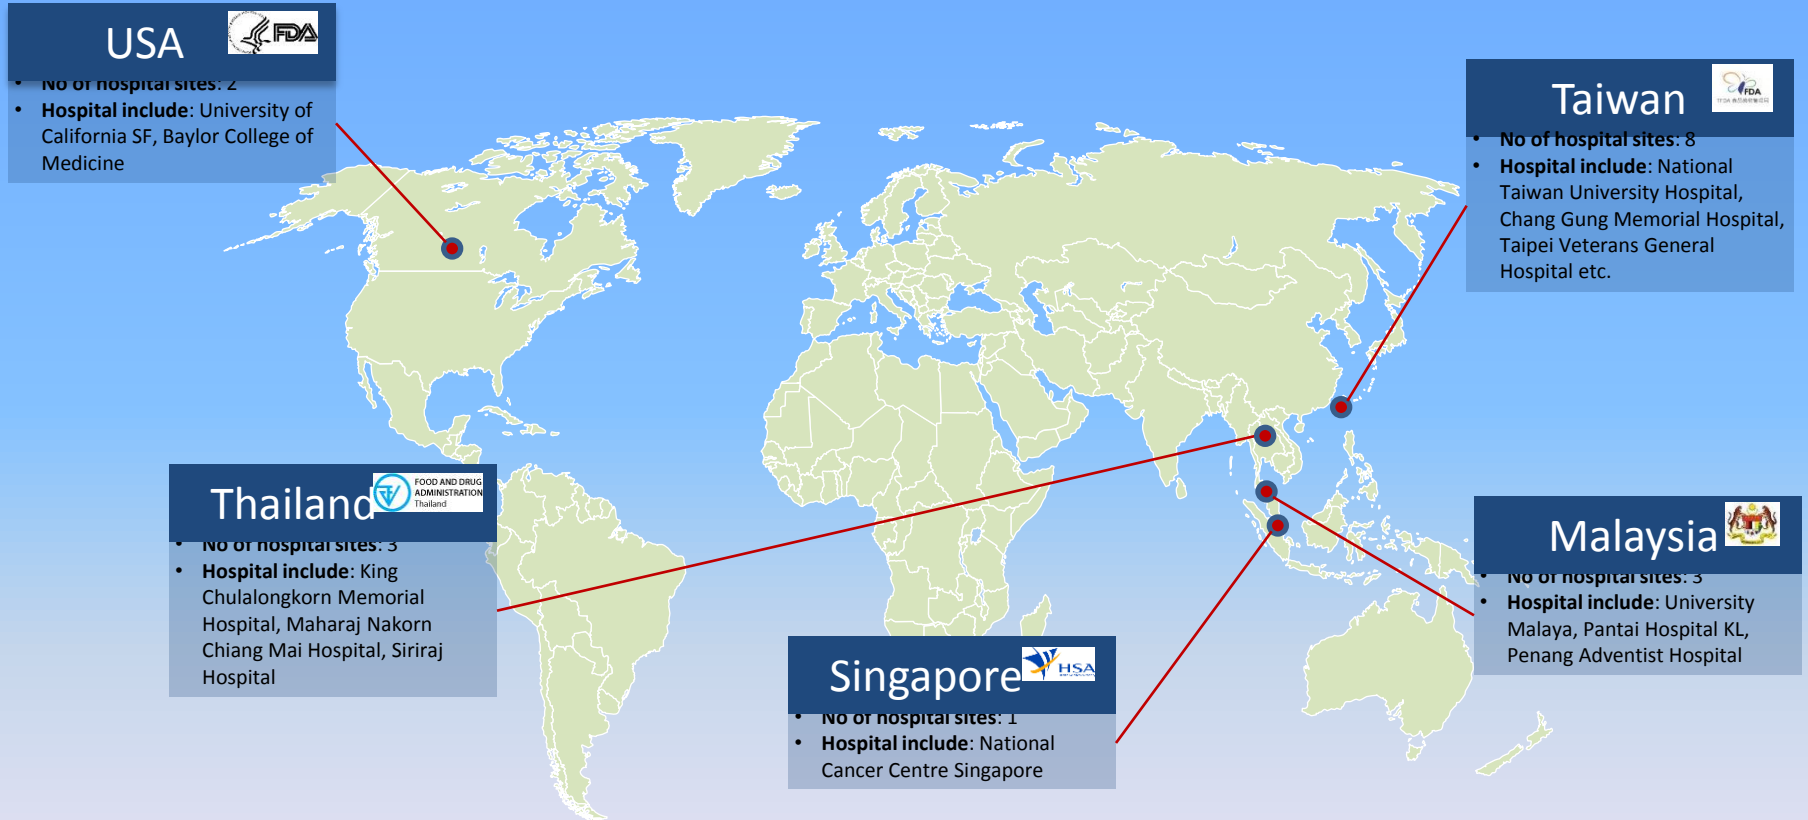 USA
FDA
• No of hospital sites: 2
• Hospital include: University of
California SF, Baylor College of
Medicine
Taiwan
FDA
• No of hospital sites: 8
• Hospital include: National
Taiwan University Hospital,
Chang Gung Memorial Hospital,
Taipei Veterans General
Hospital etc.
Thailand
FOOD AND DRUG
ADMINISTRATION
Thailand
• No of hospital sites: 3
• Hospital include: King
Chulalongkorn Memorial
Hospital, Maharaj Nakorn
Chiang Mai Hospital, Siriraj
Hospital
Singapore
HSA
• No of hospital sites: 1
• Hospital include: National
Cancer Centre Singapore
Malaysia
• No of hospital sites: 3
• Hospital include: University
Malaya, Pantai Hospital KL,
Penang Adventist Hospital